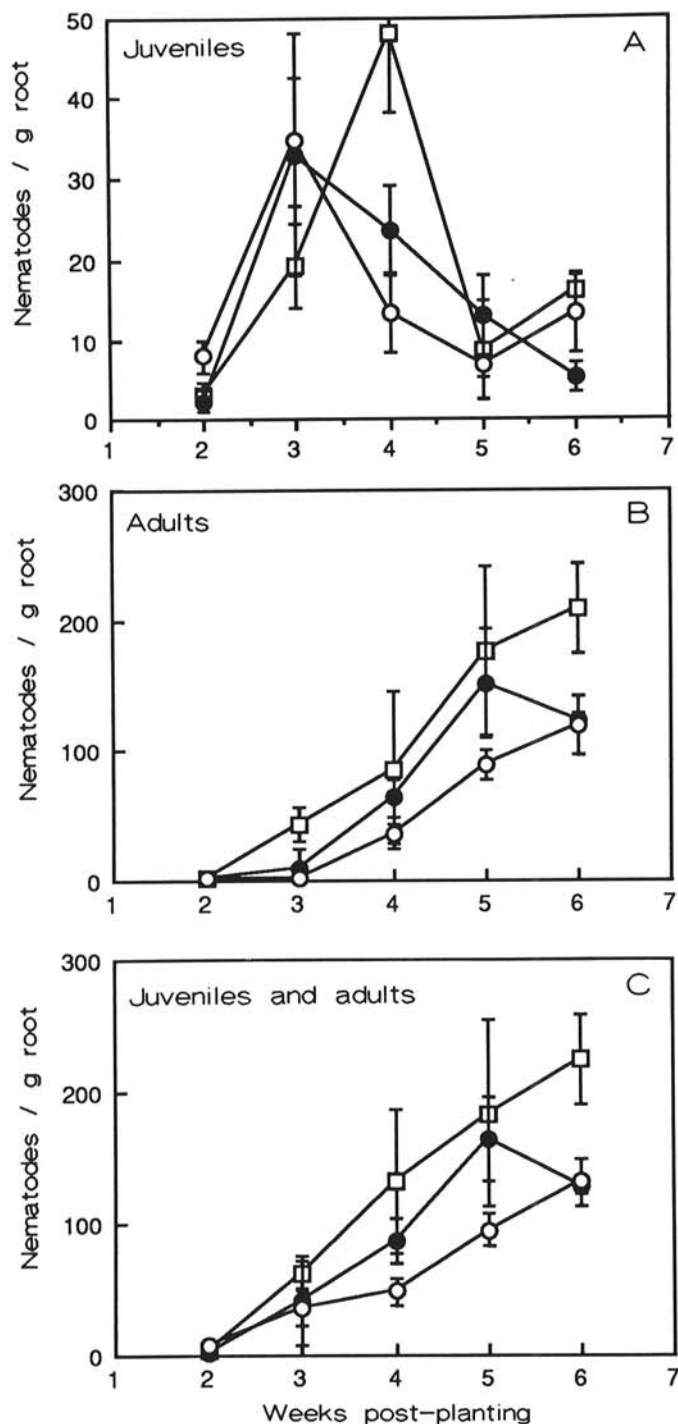 Juveniles A
Nematodes / g root
50
40
30
20
10
0
1 2 3 4 5 6 7
Adults B
Nematodes / g root
300
200
100
0
1 2 3 4 5 6 7
Juveniles and adults C
Nematodes / g root
300
200
100
0
1 2 3 4 5 6 7
Weeks post-planting